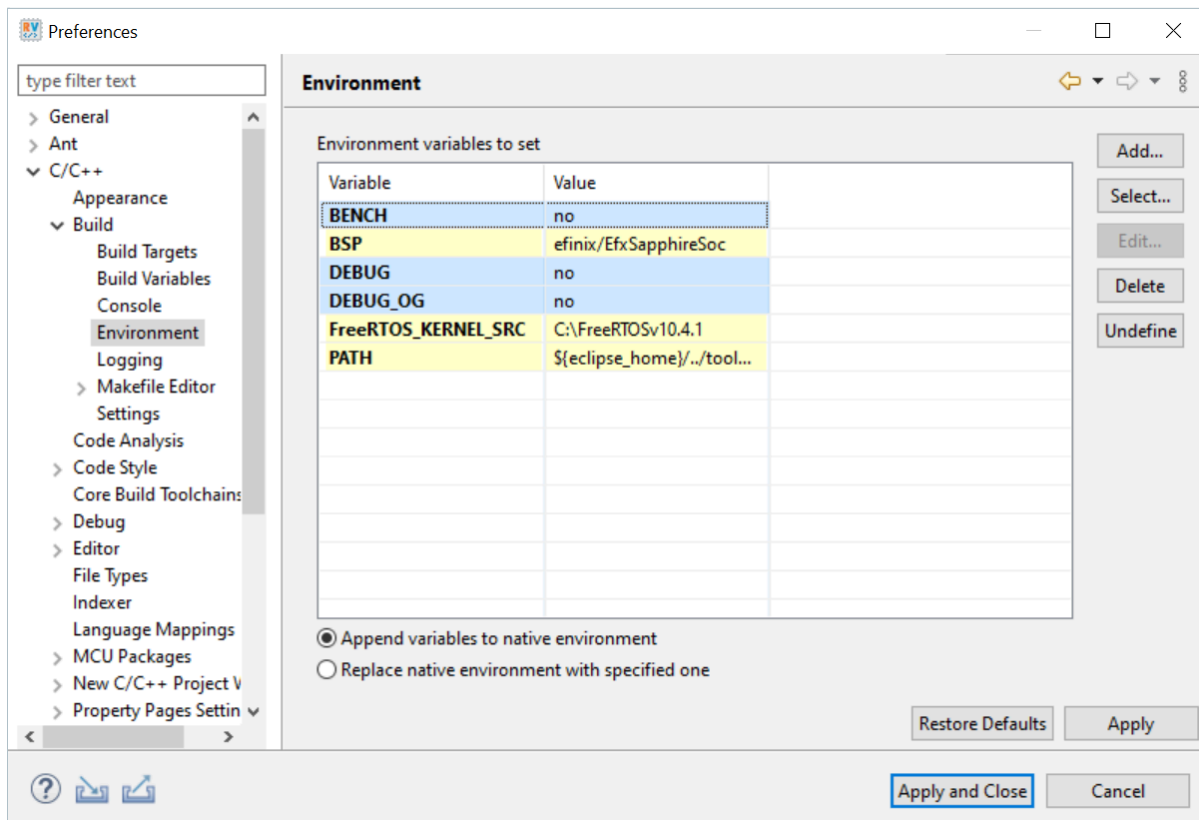 Preferences
type filter text
General
Ant
C/C++
Appearance
Build
Build Targets
Build Variables
Console
Environment
Logging
Makefile Editor
Settings
Code Analysis
Code Style
Core Build Toolchains
Debug
Editor
File Types
Indexer
Language Mappings
MCU Packages
New C/C++ Project W
Property Pages Settin
Environment
Environment variables to set
Variable Value
BENCH no
BSP efinix/EfxSapphireSoc
DEBUG no
DEBUG_OG no
FreeRTOS_KERNEL_SRC C:\FreeRTOSv10.4.1
PATH ${eclipse_home}/../tool...
Add...
Select...
Edit...
Delete
Undefine
Append variables to native environment
Replace native environment with specified one
Restore Defaults Apply
Apply and Close Cancel